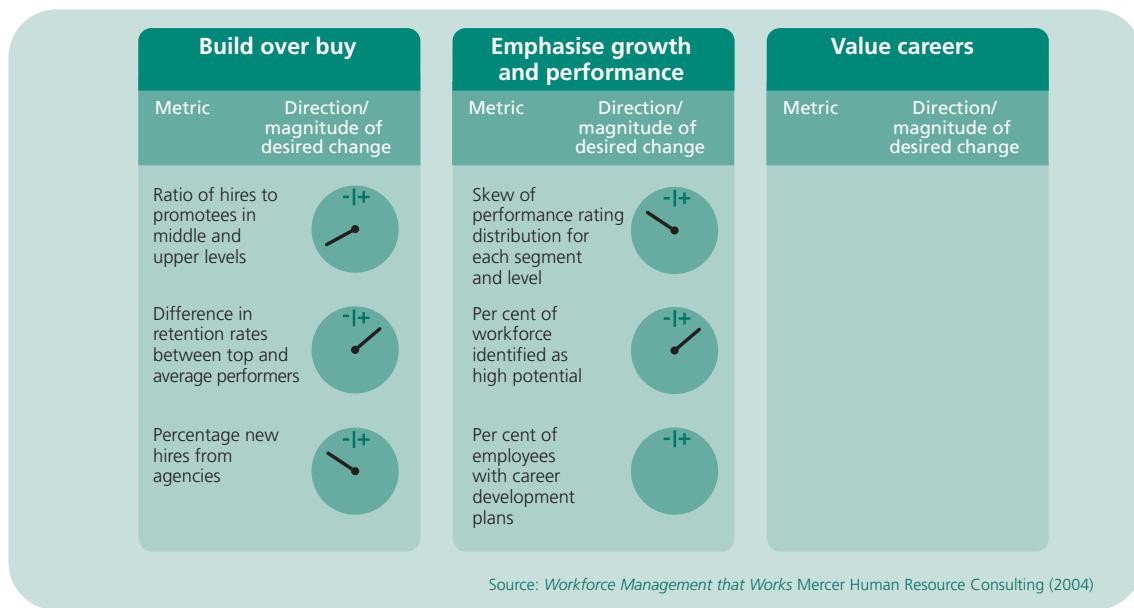 Build over buy
Metric
Direction/
magnitude of
desired change
Ratio of hires to
promotees in
middle and
upper levels
-|+
Difference in
retention rates
between top and
average performers
-|+
Percentage new
hires from
agencies
-|+
Emphasise growth
and performance
Metric
Direction/
magnitude of
desired change
Skew of
performance rating
distribution for
each segment
and level
-|+
Per cent of
workforce
identified as
high potential
-|+
Per cent of
employees
with career
development
plans
-|+
Value careers
Metric
Direction/
magnitude of
desired change
Source: Workforce Management that Works Mercer Human Resource Consulting (2004)